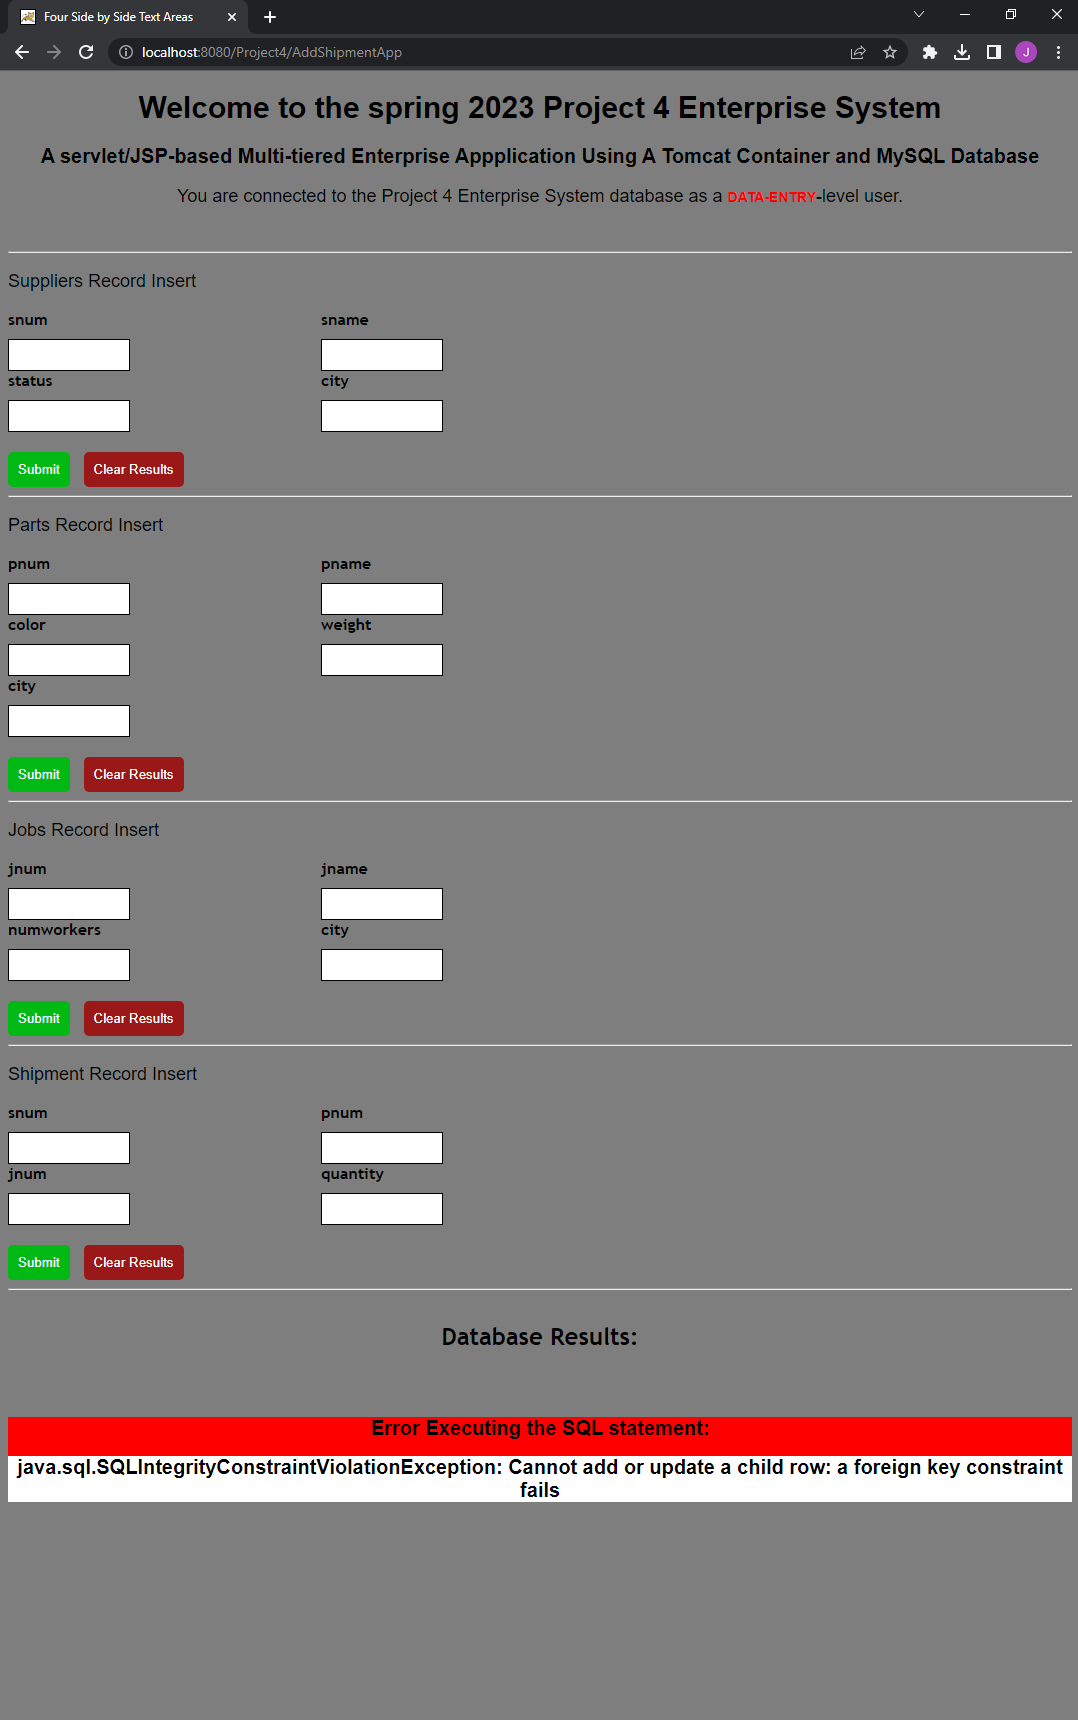 Four Side by Side Text Areas
localhost:8080/Project4/AddShipmentApp
J
Welcome to the spring 2023 Project 4 Enterprise System
A servlet/JSP-based Multi-tiered Enterprise Appplication Using A Tomcat Container and MySQL Database
You are connected to the Project 4 Enterprise System database as a DATA-ENTRY-level user.
Suppliers Record Insert
snum sname
status city
Submit Clear Results
Parts Record Insert
pnum pname
color weight
city
Submit Clear Results
Jobs Record Insert
jnum jname
numworkers city
Submit Clear Results
Shipment Record Insert
snum pnum
jnum quantity
Submit Clear Results
Database Results:
Error Executing the SQL statement:
java.sql.SQLIntegrityConstraintViolationException: Cannot add or update a child row: a foreign key constraint
fails